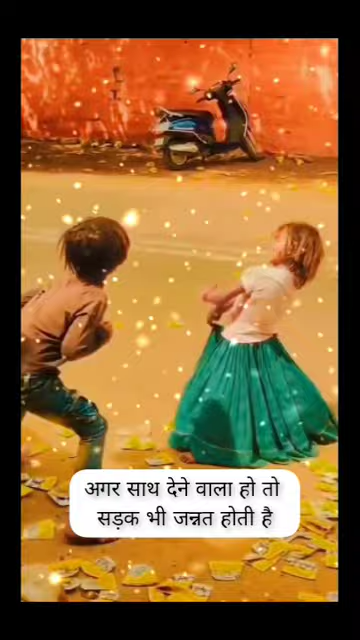 अगर साथ देने वाला हो तो
सड़क भी जन्नत होती है